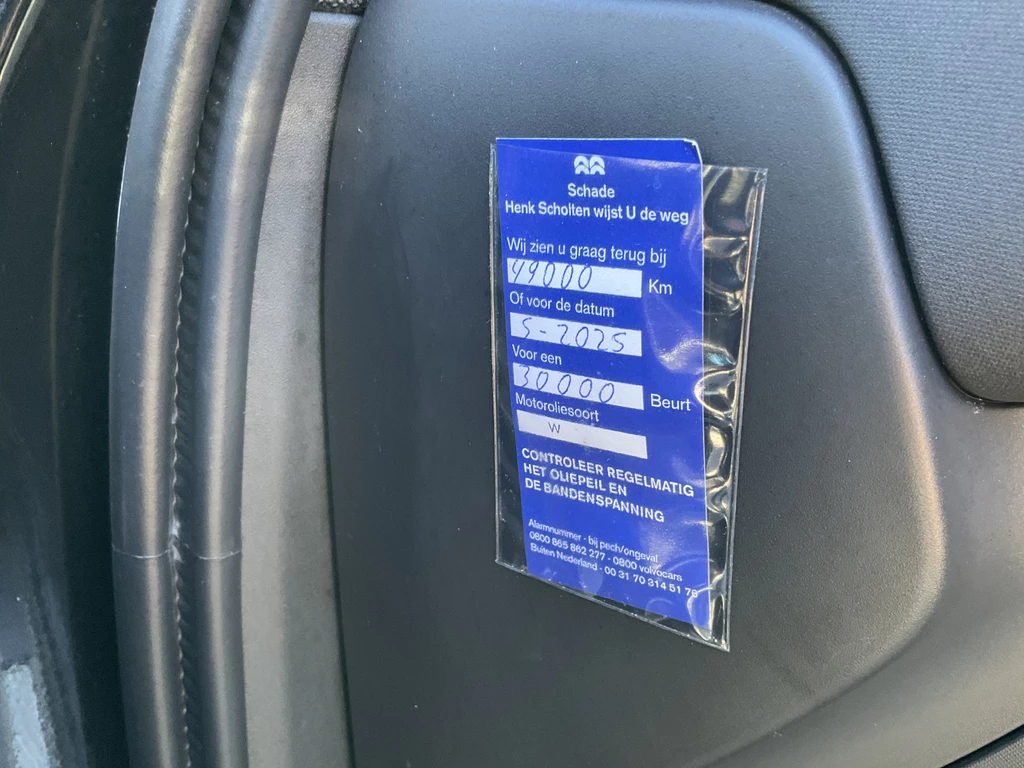 Schade
Henk Scholten wijst U de weg
Wij zien u graag terug bij
49000 Km
Of voor de datum
5-2025
Voor een
30000 Beurt
Motoroliesoort
W
CONTROLEER REGELMATIG
HET OLIEPEIL EN
DE BANDENSPANNING
Alarmnummer - bij pech/ongeval
0800 865 862 277 - 0800 volvocars
Buiten Nederland - 00 31 70 314 51 76